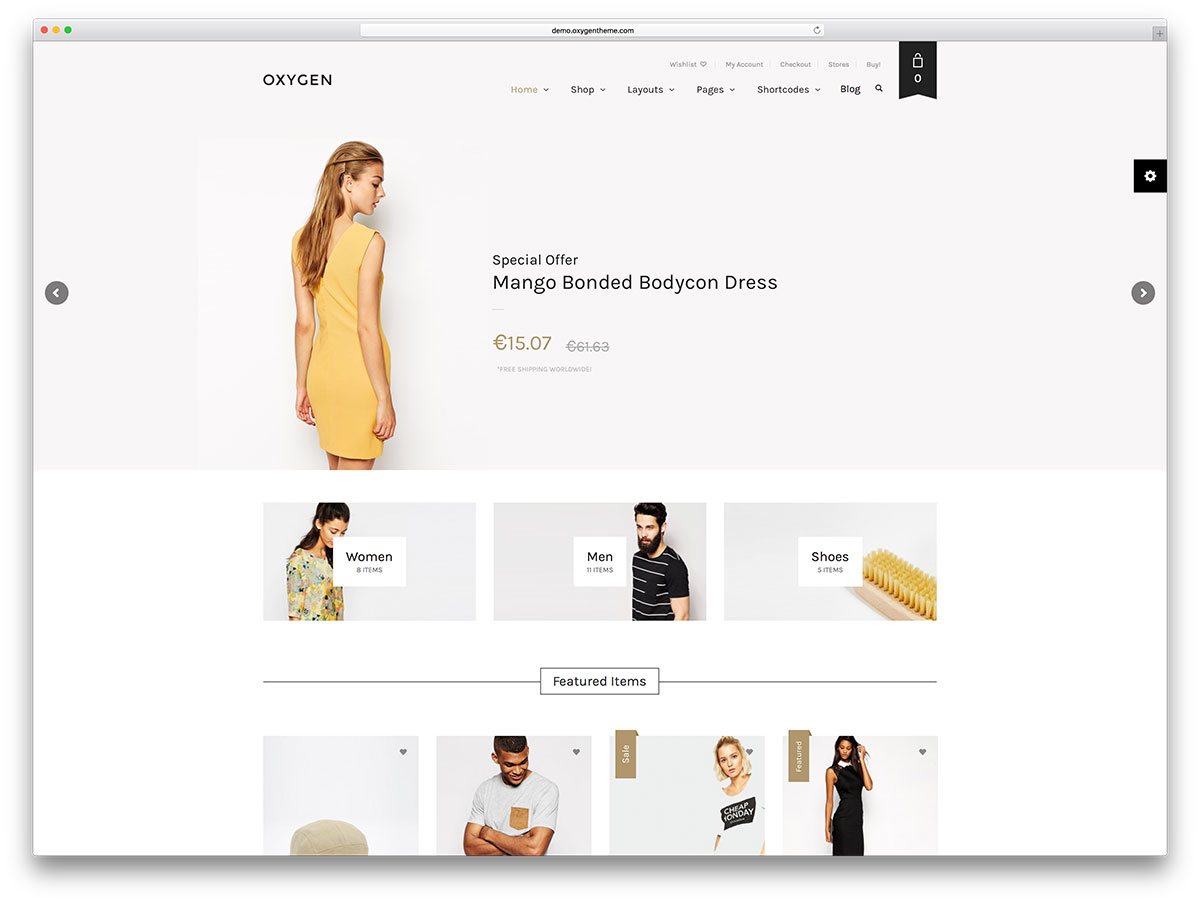 demo.oxygentheme.com
Wishlist My Account Checkout Stores Buy!
0
OXYGEN
Home Shop Layouts Pages Shortcodes Blog
Special Offer
Mango Bonded Bodycon Dress
€15.07 €61.63
*FREE SHIPPING WORLDWIDE!
Women
8 ITEMS
Men
11 ITEMS
Shoes
5 ITEMS
Featured Items
Sale
Featured
CHEAP
MONDAY